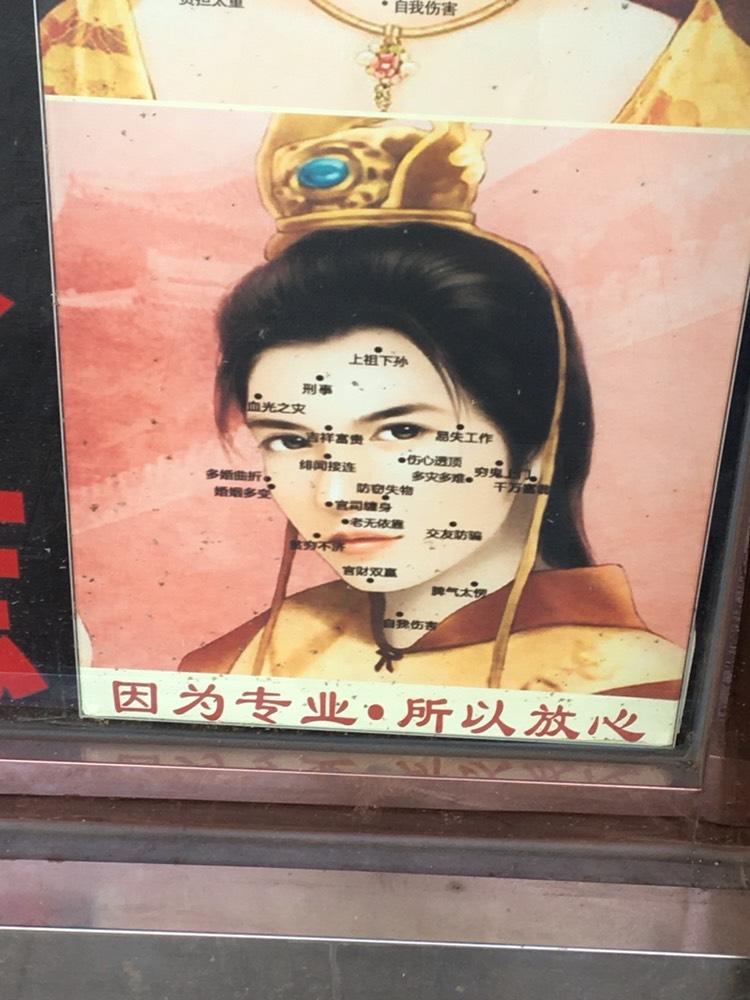 负担太重
自我伤害
上祖下孙
刑事
血光之灾
吉祥富贵
易失工作
绯闻接连
伤心透顶
穷鬼上门
多婚曲折
多灾多难
婚姻多变
防窃失物
官司缠身
老无依靠
交友防骗
贫穷不济
官财双赢
脾气太愣
自我伤害
因为专业·所以放心